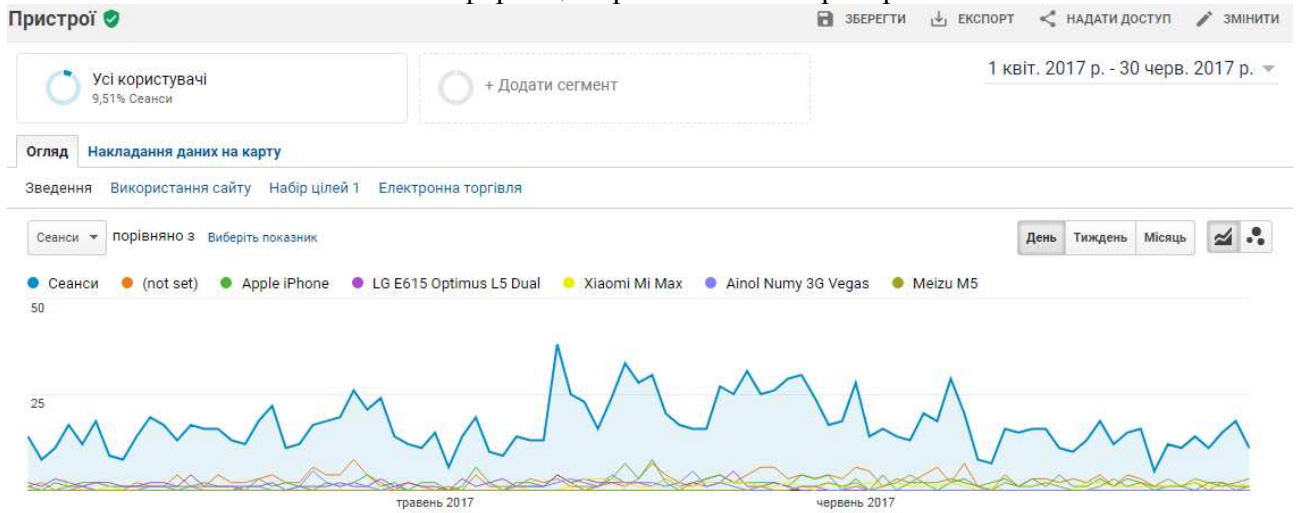 Пристрої
ЗБЕРЕГТИ ЕКСПОРТ НАДАТИ ДОСТУП ЗМІНИТИ
Усі користувачі
9,51% Сеанси
+ Додати сегмент
1 квіт. 2017 р. - 30 черв. 2017 р.
Огляд Накладання даних на карту
Зведення Використання сайту Набір цілей 1 Електронна торгівля
Сеанси порівняно з Виберіть показник
День Тиждень Місяць
Сеанси (not set) Apple iPhone LG E615 Optimus L5 Dual Xiaomi Mi Max Ainol Numy 3G Vegas Meizu M5
50
25
травень 2017 червень 2017